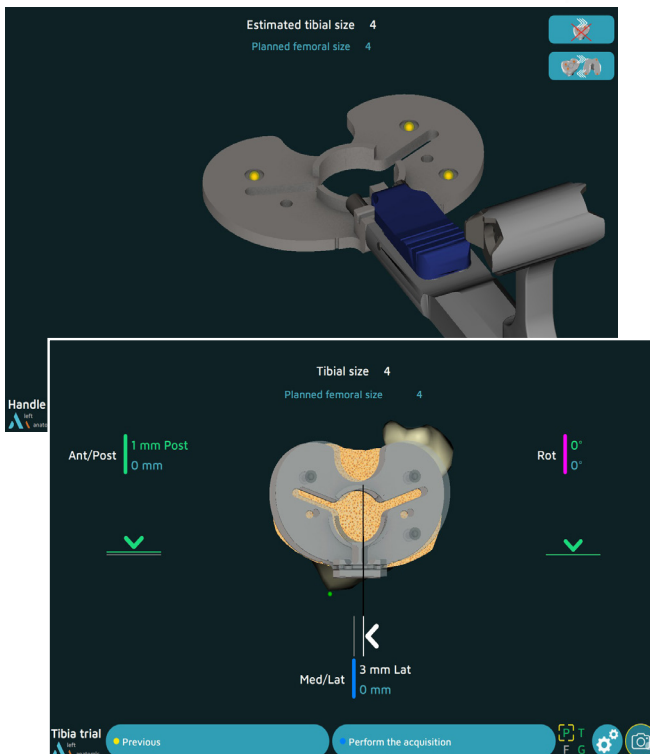 Estimated tibial size 4
Planned femoral size 4
Handle
left
Tibial size 4
Planned femoral size 4
Ant/Post
1 mm Post
0 mm
Rot
0°
0°
Med/Lat
3 mm Lat
0 mm
Tibia trial
left
Previous
Perform the acquisition
P T
F G